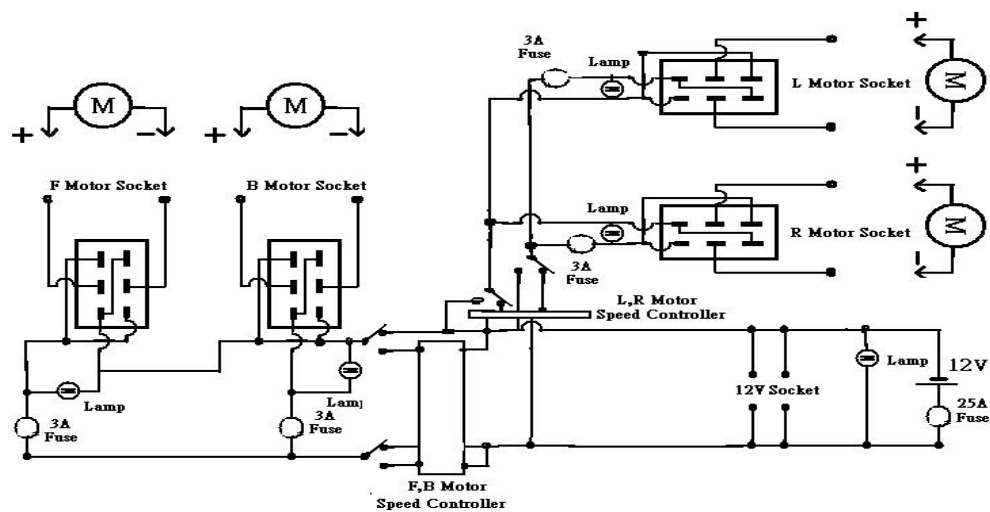 3A
Fuse
Lamp
+
L Motor Socket
M
-
M
M
+
-
+
-
F Motor Socket
B Motor Socket
Lamp
+
R Motor Socket
M
-
3A
Fuse
L,R Motor
Speed Controller
Lamp
12V
12V Socket
25A
Fuse
Lamp
Lamp
3A
Fuse
3A
Fuse
F,B Motor
Speed Controller